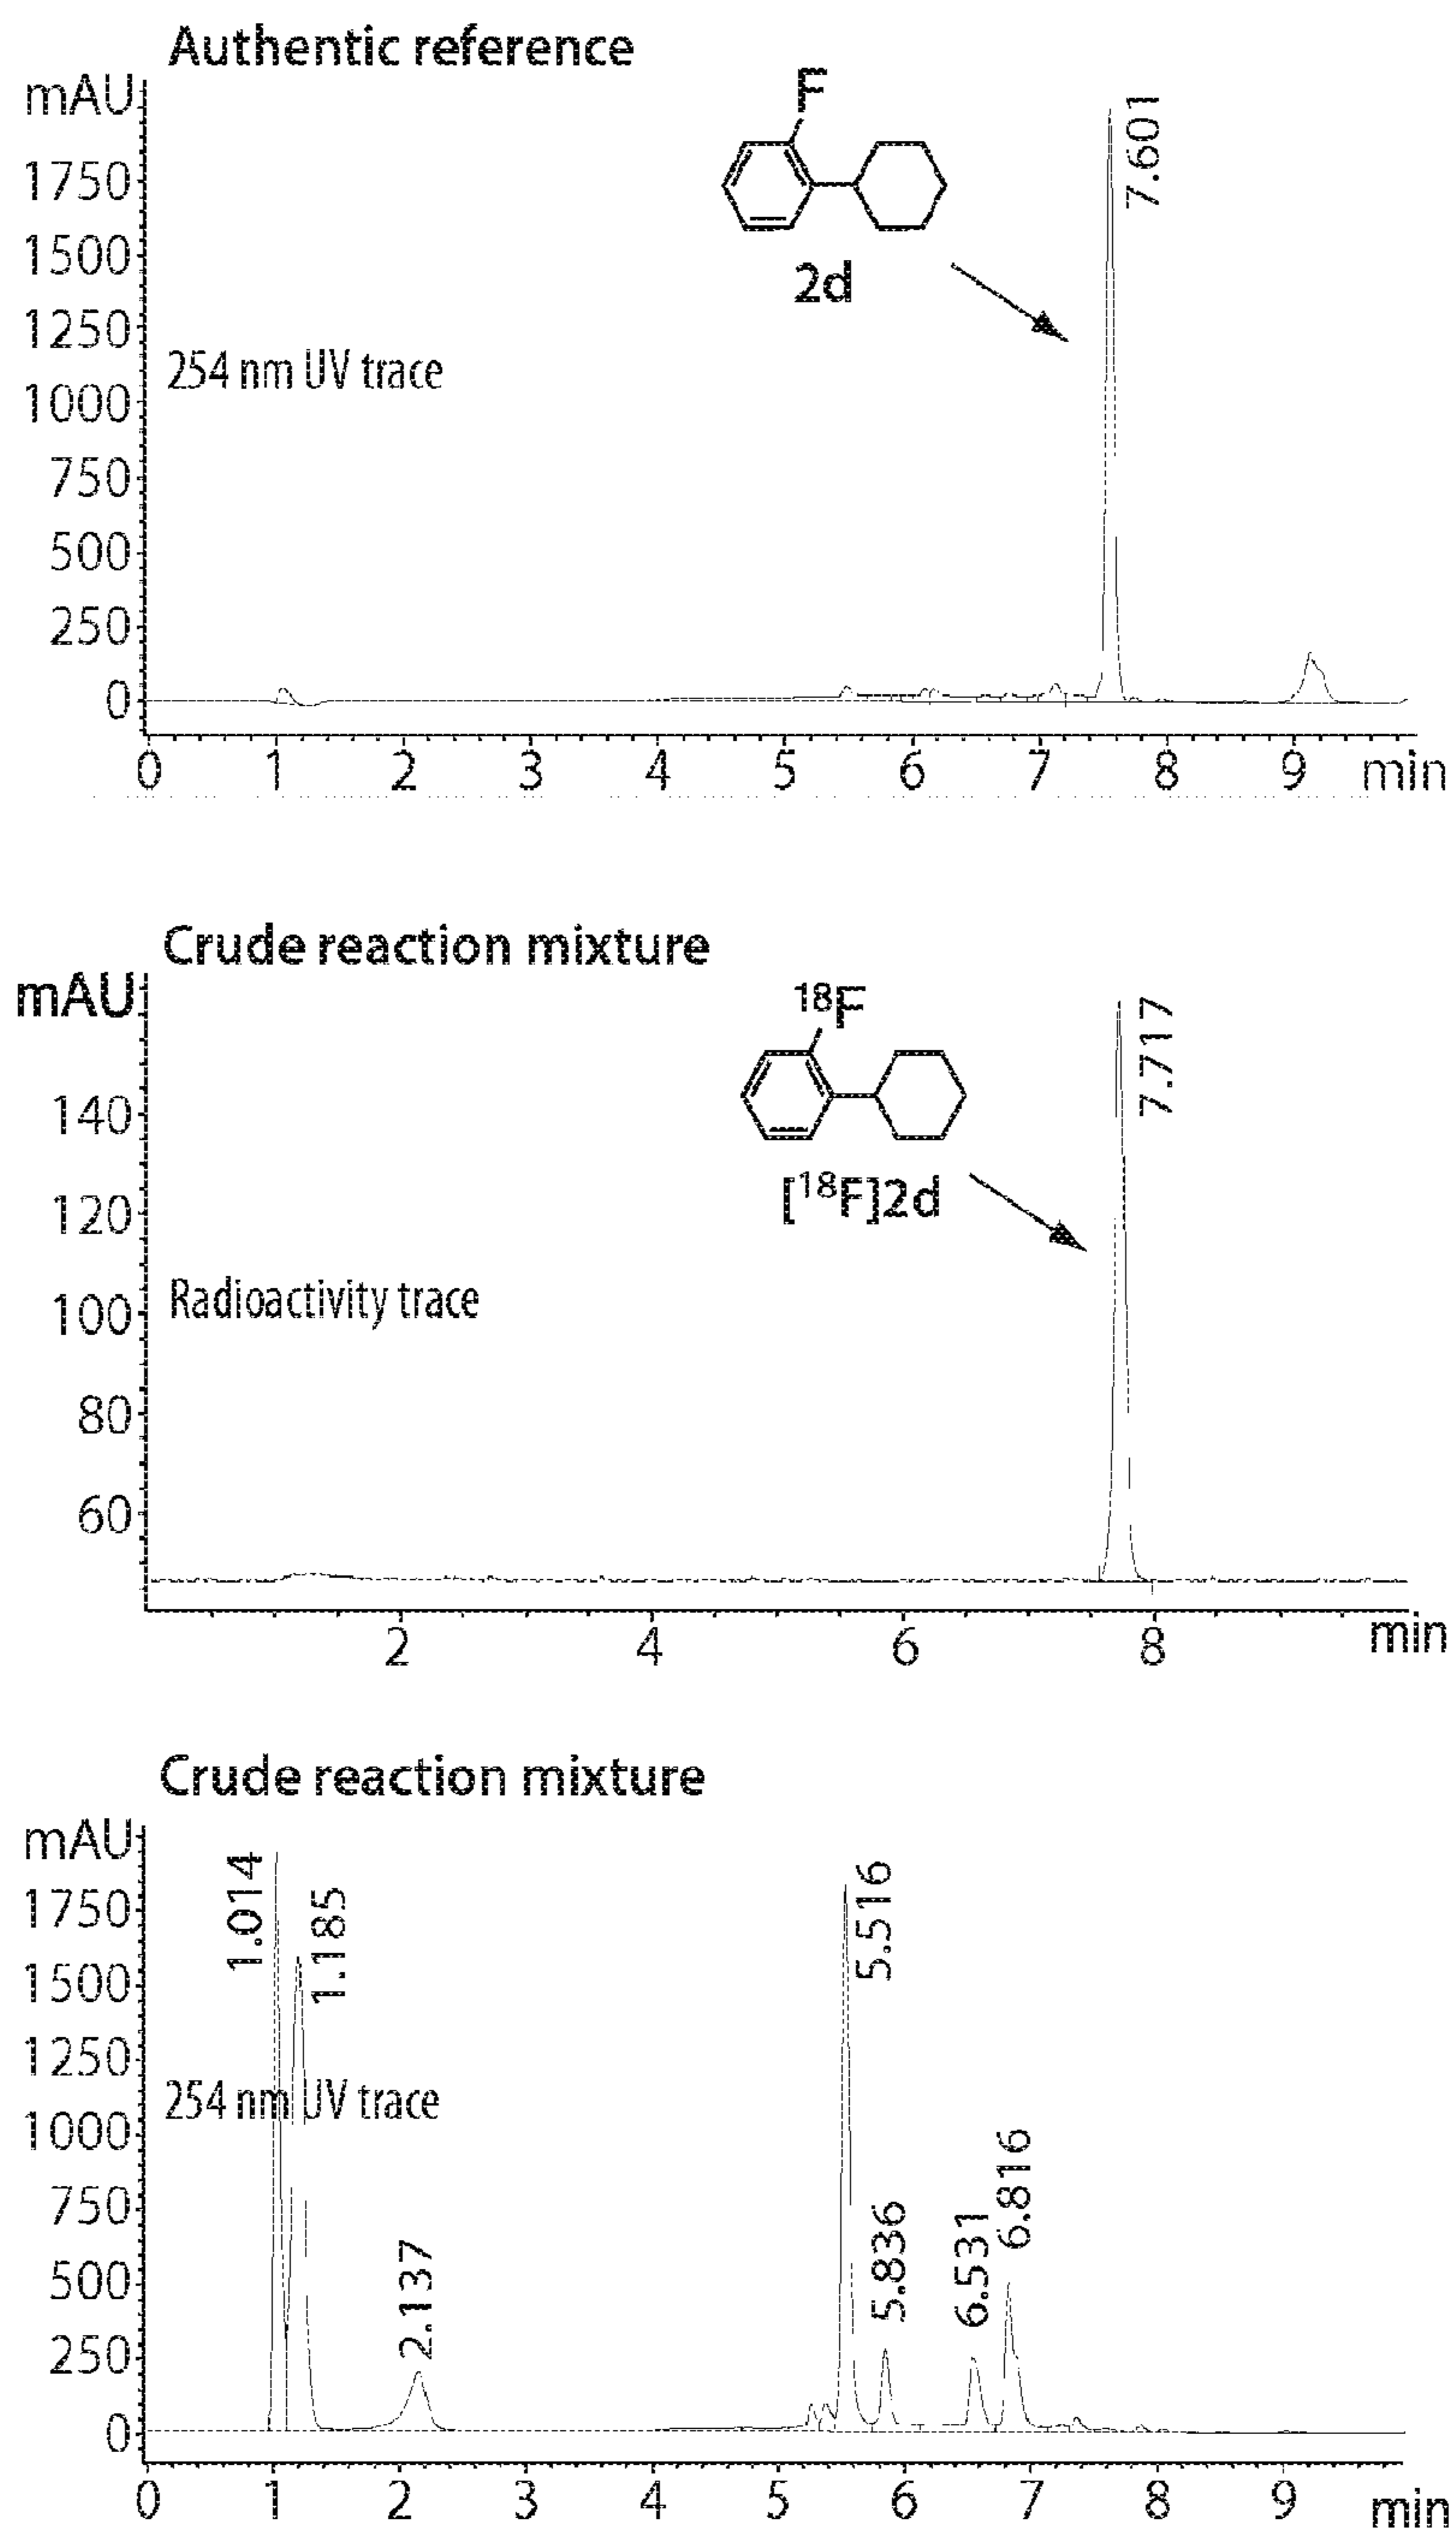 Authentic reference
mAU
F
7.601
1750
1500
2d
1250
254 nm UV trace
1000
750
500
250
0
0 1 2 3 4 5 6 7 8 9 min
Crude reaction mixture
mAU
18F
7.717
140
[18F]2d
120
Radioactivity trace
100
80
60
2 4 6 8 min
Crude reaction mixture
mAU
1.014
1.185
5.516
1750
1500
1250
254 nm UV trace
1000
6.816
750
5.836
6.531
2.137
500
250
0
0 1 2 3 4 5 6 7 8 9 min